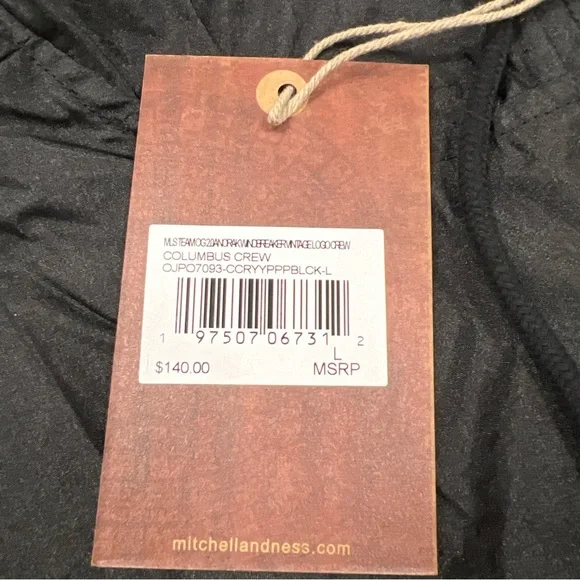 MLS TEAM OG 2.0 ANORAK WINDBREAKER VINTAGE LOGO CREW
COLUMBUS CREW
OJPO7093-CCRYYPPPBLCK-L
1 97507 06731 2
L
$140.00 MSRP
mitchellandness.com